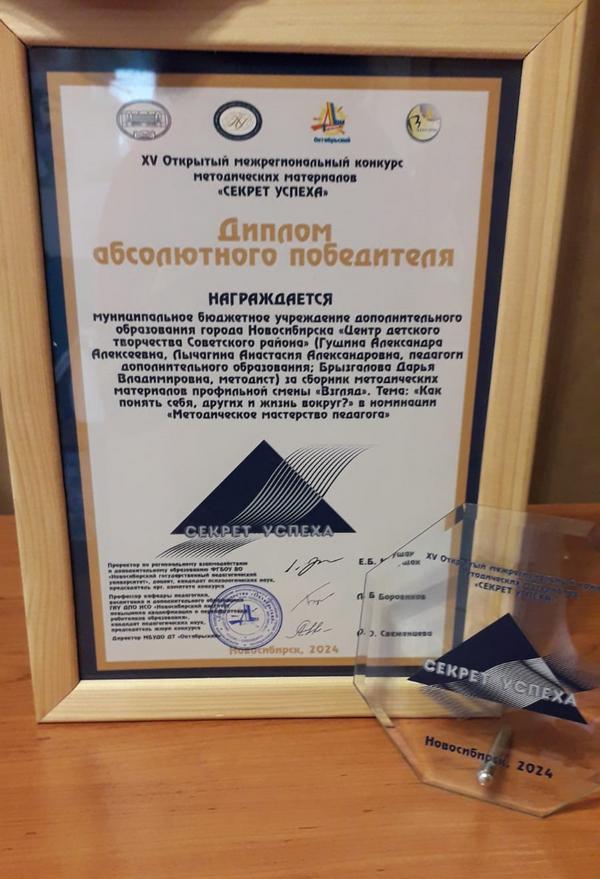 Октябрьский
XV Открытый межрегиональный конкурс
методических материалов
«СЕКРЕТ УСПЕХА»
Диплом
абсолютного победителя
НАГРАЖДАЕТСЯ
муниципальное бюджетное учреждение дополнительного
образования города Новосибирска «Центр детского
творчества Советского района» (Гущина Александра
Алексеевна, Лычагина Анастасия Александровна, педагоги
дополнительного образования; Брызгалова Дарья
Владимировна, методист) за сборник методических
материалов профильной смены «Взгляд». Тема: «Как
понять себя, других и жизнь вокруг?» в номинации
«Методическое мастерство педагога»
СЕКРЕТ УСПЕХА
Директор по региональному взаимодействию
и дополнительному образованию ФГБОУ ВО
«Новосибирский государственный педагогический
университет», доцент, кандидат психологических наук,
председатель орг. комитета конкурса
Е.Б.
Профессор кафедры педагогики,
воспитания и дополнительного образования
ГАУ ДПО НСО «Новосибирский институт
повышения квалификации и переподготовки
работников образования»,
кандидат педагогических наук,
председатель жюри конкурса
Боровиков
Директор МБУДО ДТ «Октябрьский»
Свеженцева
Новосибирск, 2024
XV Открытый межрегиональный
методических
«СЕКРЕТ УСПЕХА»
СЕКРЕТ УСПЕХА
Новосибирск, 2024